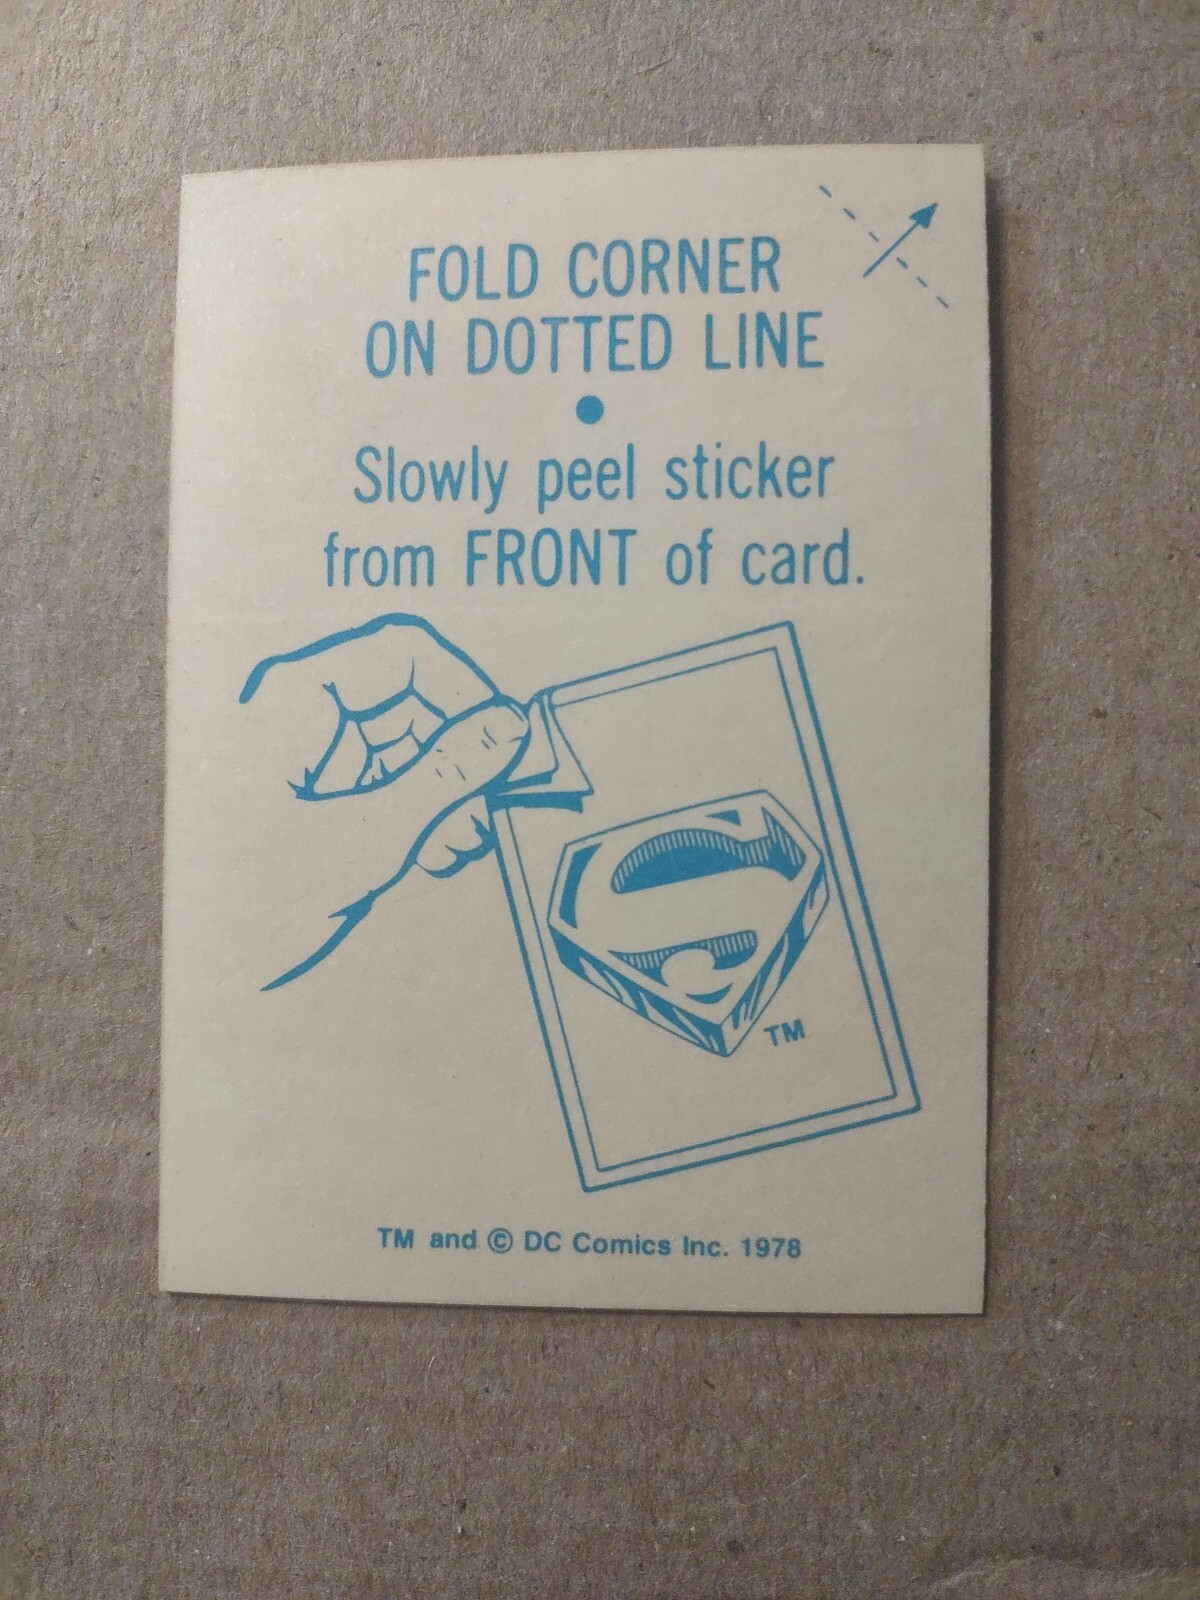 FOLD CORNER
ON DOTTED LINE
●
Slowly peel sticker
from FRONT of card.
TM
TM and © DC Comics Inc. 1978